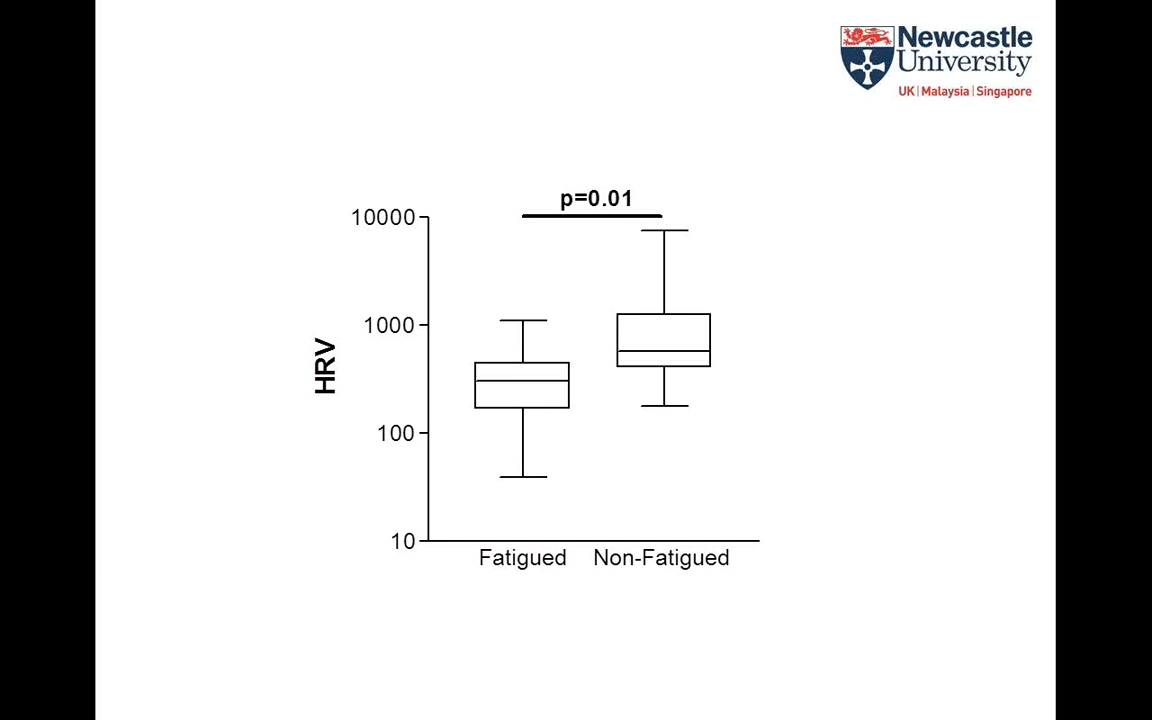 Newcastle
University
UK | Malaysia | Singapore
p=0.01
10000
1000
HRV
100
10
Fatigued Non-Fatigued